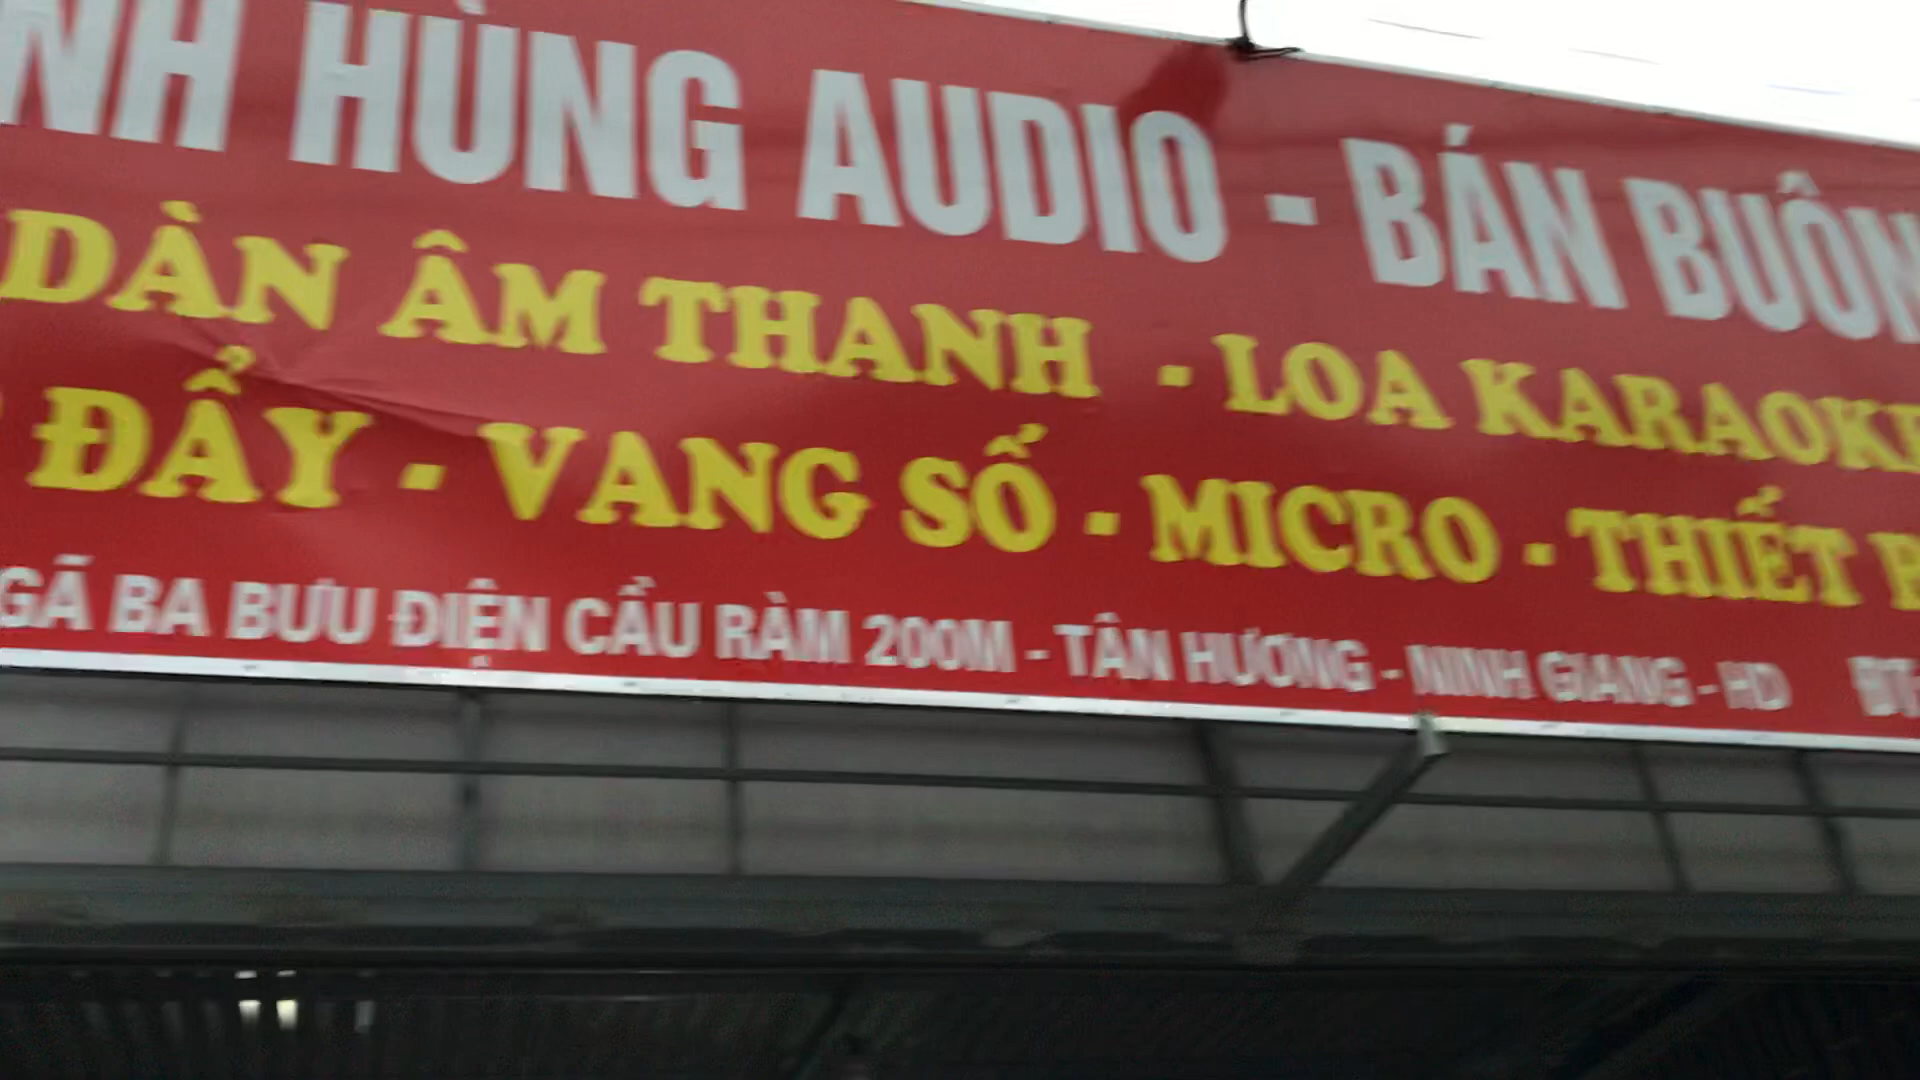 NH HÙNG AUDIO - BÁN BUÔN
DÀN ÂM THANH - LOA KARAOKE
ĐẨY - VANG SỐ - MICRO - THIẾT
GÃ BA BƯU ĐIỆN CẦU RÀM 200M - TÂN HƯƠNG - NINH GIANG - HD ĐT: